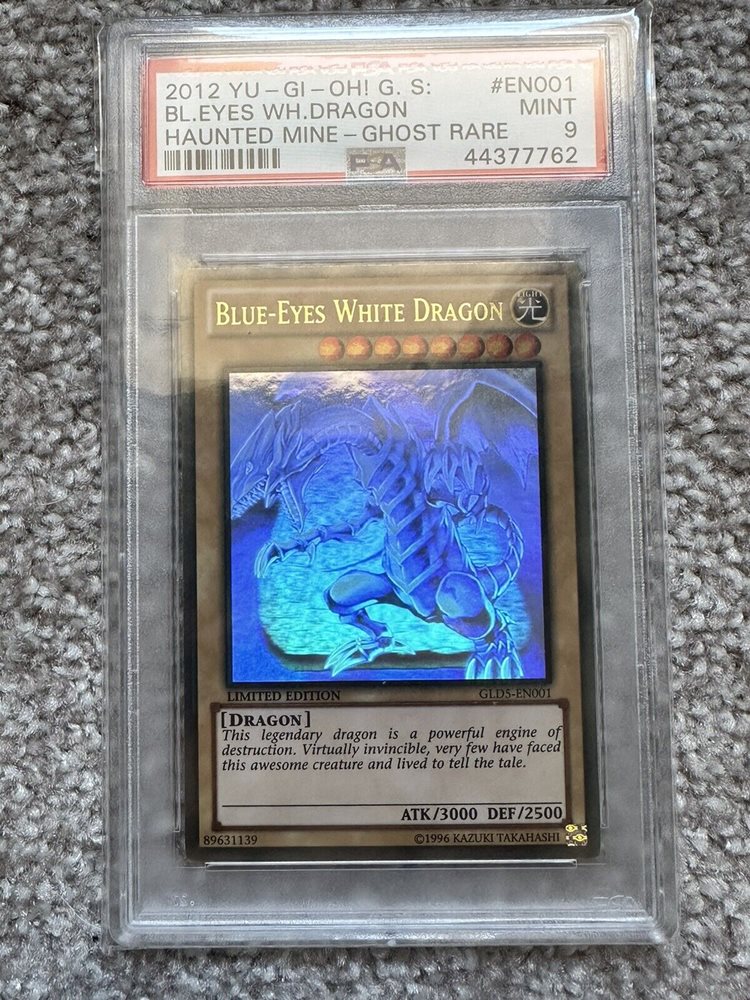 2012 YU-GI-OH! G. S: #EN001
BL.EYES WH.DRAGON MINT
HAUNTED MINE-GHOST RARE 9
PSA 44377762
BLUE-EYES WHITE DRAGON LIGHT 光
LIMITED EDITION GLD5-EN001
[DRAGON]
This legendary dragon is a powerful engine of
destruction. Virtually invincible, very few have faced
this awesome creature and lived to tell the tale.
ATK/3000 DEF/2500
89631139 ©1996 KAZUKI TAKAHASHI